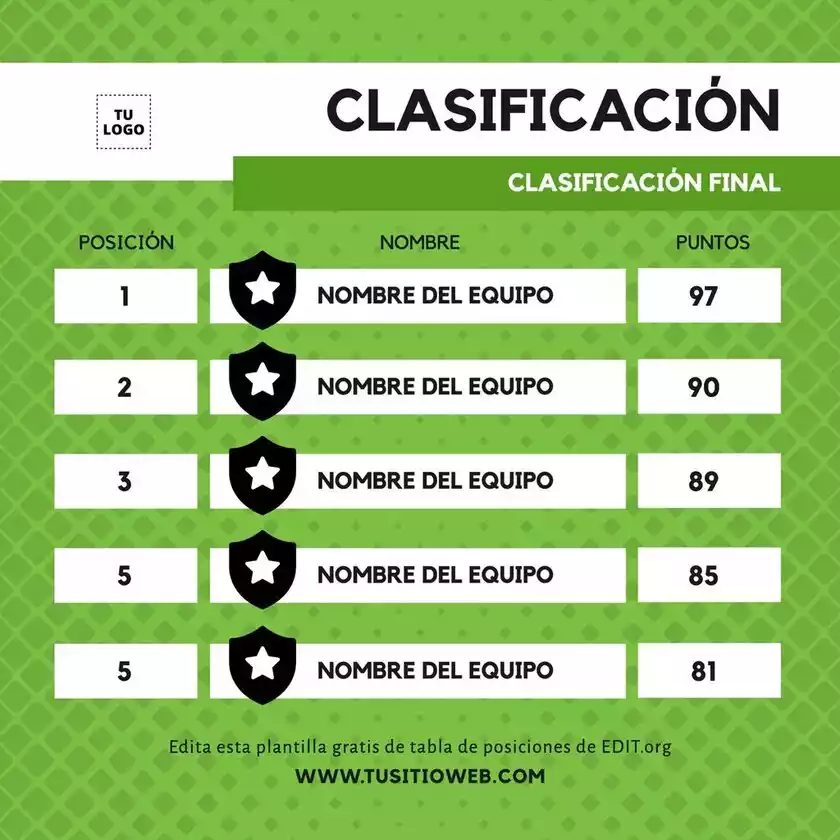 TU
LOGO
CLASIFICACIÓN
CLASIFICACIÓN FINAL
POSICIÓN NOMBRE PUNTOS
1 NOMBRE DEL EQUIPO 97
2 NOMBRE DEL EQUIPO 90
3 NOMBRE DEL EQUIPO 89
5 NOMBRE DEL EQUIPO 85
5 NOMBRE DEL EQUIPO 81
Edita esta plantilla gratis de tabla de posiciones de EDIT.org
WWW.TUSITIOWEB.COM